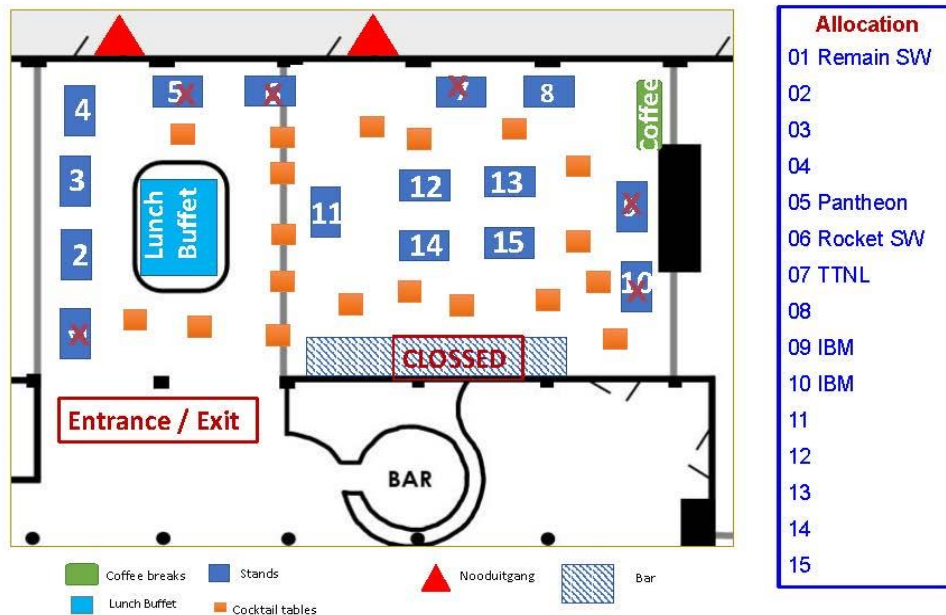 5
6
7
8
4
Coffee
3
12
13
9
11
Lunch
Buffet
2
14
15
10
CLOSSED
Entrance / Exit
BAR
Coffee breaks
Stands
Nooduitgang
Bar
Lunch Buffet
Cocktail tables
Allocation
01 Remain SW
02
03
04
05 Pantheon
06 Rocket SW
07 TTNL
08
09 IBM
10 IBM
11
12
13
14
15